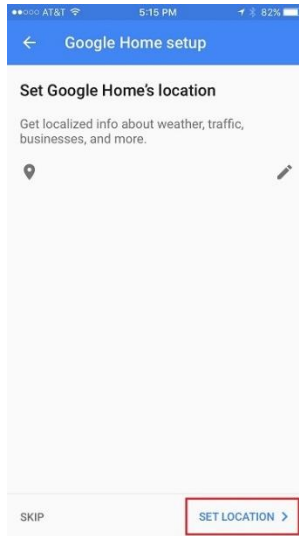 ●●○○○ AT&T 5:15 PM 82%
Google Home setup
Set Google Home's location
Get localized info about weather, traffic,
businesses, and more.
SKIP SET LOCATION